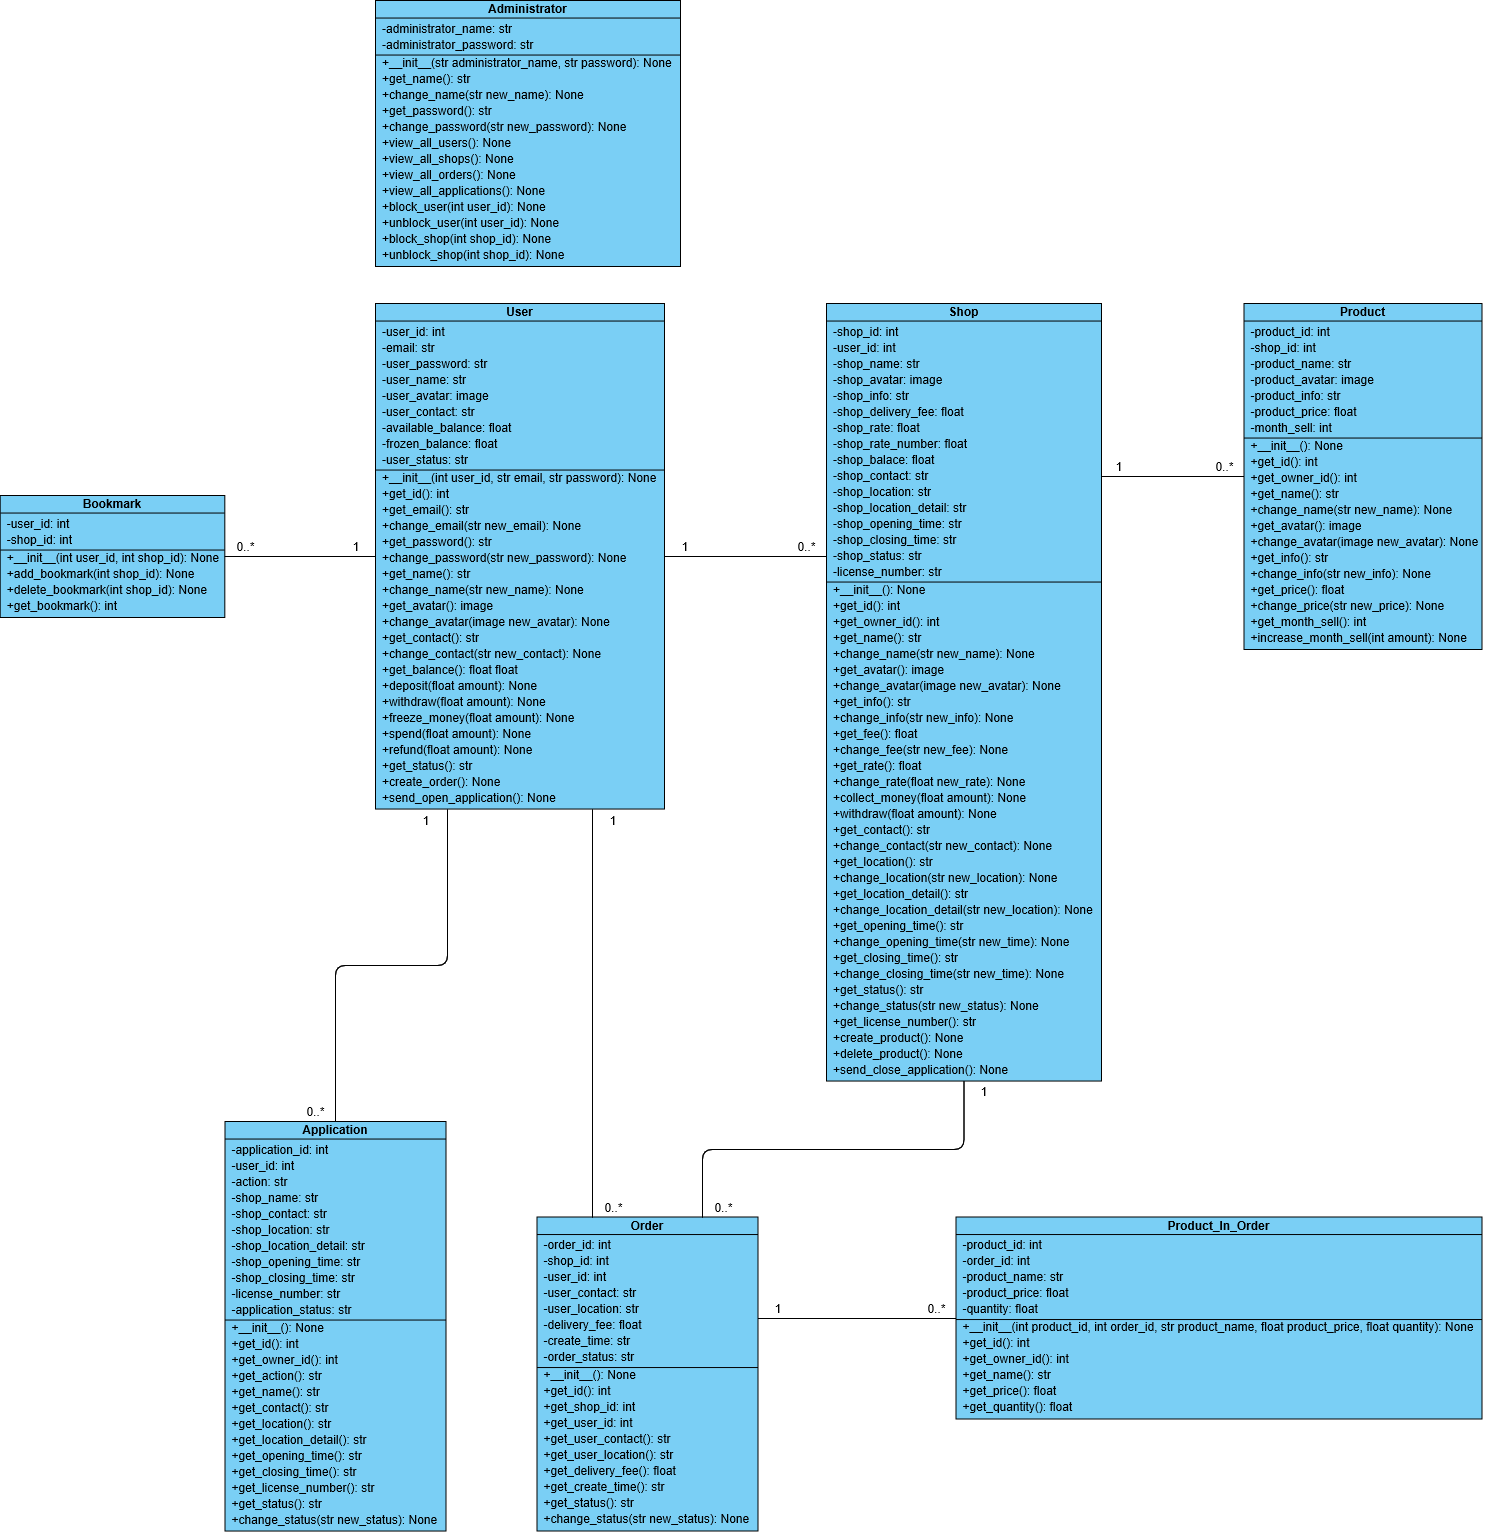 Administrator
-administrator_name: str
-administrator_password: str
+__init__(str administrator_name, str password): None
+get_name(): str
+change_name(str new_name): None
+get_password(): str
+change_password(str new_password): None
+view_all_users(): None
+view_all_shops(): None
+view_all_orders(): None
+view_all_applications(): None
+block_user(int user_id): None
+unblock_user(int user_id): None
+block_shop(int shop_id): None
+unblock_shop(int shop_id): None
Bookmark
-user_id: int
-shop_id: int
+__init__(int user_id, int shop_id): None
+add_bookmark(int shop_id): None
+delete_bookmark(int shop_id): None
+get_bookmark(): int
0..*
1
User
-user_id: int
-email: str
-user_password: str
-user_name: str
-user_avatar: image
-user_contact: str
-available_balance: float
-frozen_balance: float
-user_status: str
+__init__(int user_id, str email, str password): None
+get_id(): int
+get_email(): str
+change_email(str new_email): None
+get_password(): str
+change_password(str new_password): None
+get_name(): str
+change_name(str new_name): None
+get_avatar(): image
+change_avatar(image new_avatar): None
+get_contact(): str
+change_contact(str new_contact): None
+get_balance(): float float
+deposit(float amount): None
+withdraw(float amount): None
+freeze_money(float amount): None
+spend(float amount): None
+refund(float amount): None
+get_status(): str
+create_order(): None
+send_open_application(): None
1
0..*
Shop
-shop_id: int
-user_id: int
-shop_name: str
-shop_avatar: image
-shop_info: str
-shop_delivery_fee: float
-shop_rate: float
-shop_rate_number: float
-shop_balace: float
-shop_contact: str
-shop_location: str
-shop_location_detail: str
-shop_opening_time: str
-shop_closing_time: str
-shop_status: str
-license_number: str
+__init__(): None
+get_id(): int
+get_owner_id(): int
+get_name(): str
+change_name(str new_name): None
+get_avatar(): image
+change_avatar(image new_avatar): None
+get_info(): str
+change_info(str new_info): None
+get_fee(): float
+change_fee(str new_fee): None
+get_rate(): float
+change_rate(float new_rate): None
+collect_money(float amount): None
+withdraw(float amount): None
+get_contact(): str
+change_contact(str new_contact): None
+get_location(): str
+change_location(str new_location): None
+get_location_detail(): str
+change_location_detail(str new_location): None
+get_opening_time(): str
+change_opening_time(str new_time): None
+get_closing_time(): str
+change_closing_time(str new_time): None
+get_status(): str
+change_status(str new_status): None
+get_license_number(): str
+create_product(): None
+delete_product(): None
+send_close_application(): None
1
0..*
Product
-product_id: int
-shop_id: int
-product_name: str
-product_avatar: image
-product_info: str
-product_price: float
-month_sell: int
+__init__(): None
+get_id(): int
+get_owner_id(): int
+get_name(): str
+change_name(str new_name): None
+get_avatar(): image
+change_avatar(image new_avatar): None
+get_info(): str
+change_info(str new_info): None
+get_price(): float
+change_price(str new_price): None
+get_month_sell(): int
+increase_month_sell(int amount): None
1
1
1
0..*
Application
-application_id: int
-user_id: int
-action: str
-shop_name: str
-shop_contact: str
-shop_location: str
-shop_location_detail: str
-shop_opening_time: str
-shop_closing_time: str
-license_number: str
-application_status: str
+__init__(): None
+get_id(): int
+get_owner_id(): int
+get_action(): str
+get_name(): str
+get_contact(): str
+get_location(): str
+get_location_detail(): str
+get_opening_time(): str
+get_closing_time(): str
+get_license_number(): str
+get_status(): str
+change_status(str new_status): None
0..*
0..*
Order
-order_id: int
-shop_id: int
-user_id: int
-user_contact: str
-user_location: str
-delivery_fee: float
-create_time: str
-order_status: str
+__init__(): None
+get_id(): int
+get_shop_id: int
+get_user_id: int
+get_user_contact(): str
+get_user_location(): str
+get_delivery_fee(): float
+get_create_time(): str
+get_status(): str
+change_status(str new_status): None
1
0..*
Product_In_Order
-product_id: int
-order_id: int
-product_name: str
-product_price: float
-quantity: float
+__init__(int product_id, int order_id, str product_name, float product_price, float quantity): None
+get_id(): int
+get_owner_id(): int
+get_name(): str
+get_price(): float
+get_quantity(): float